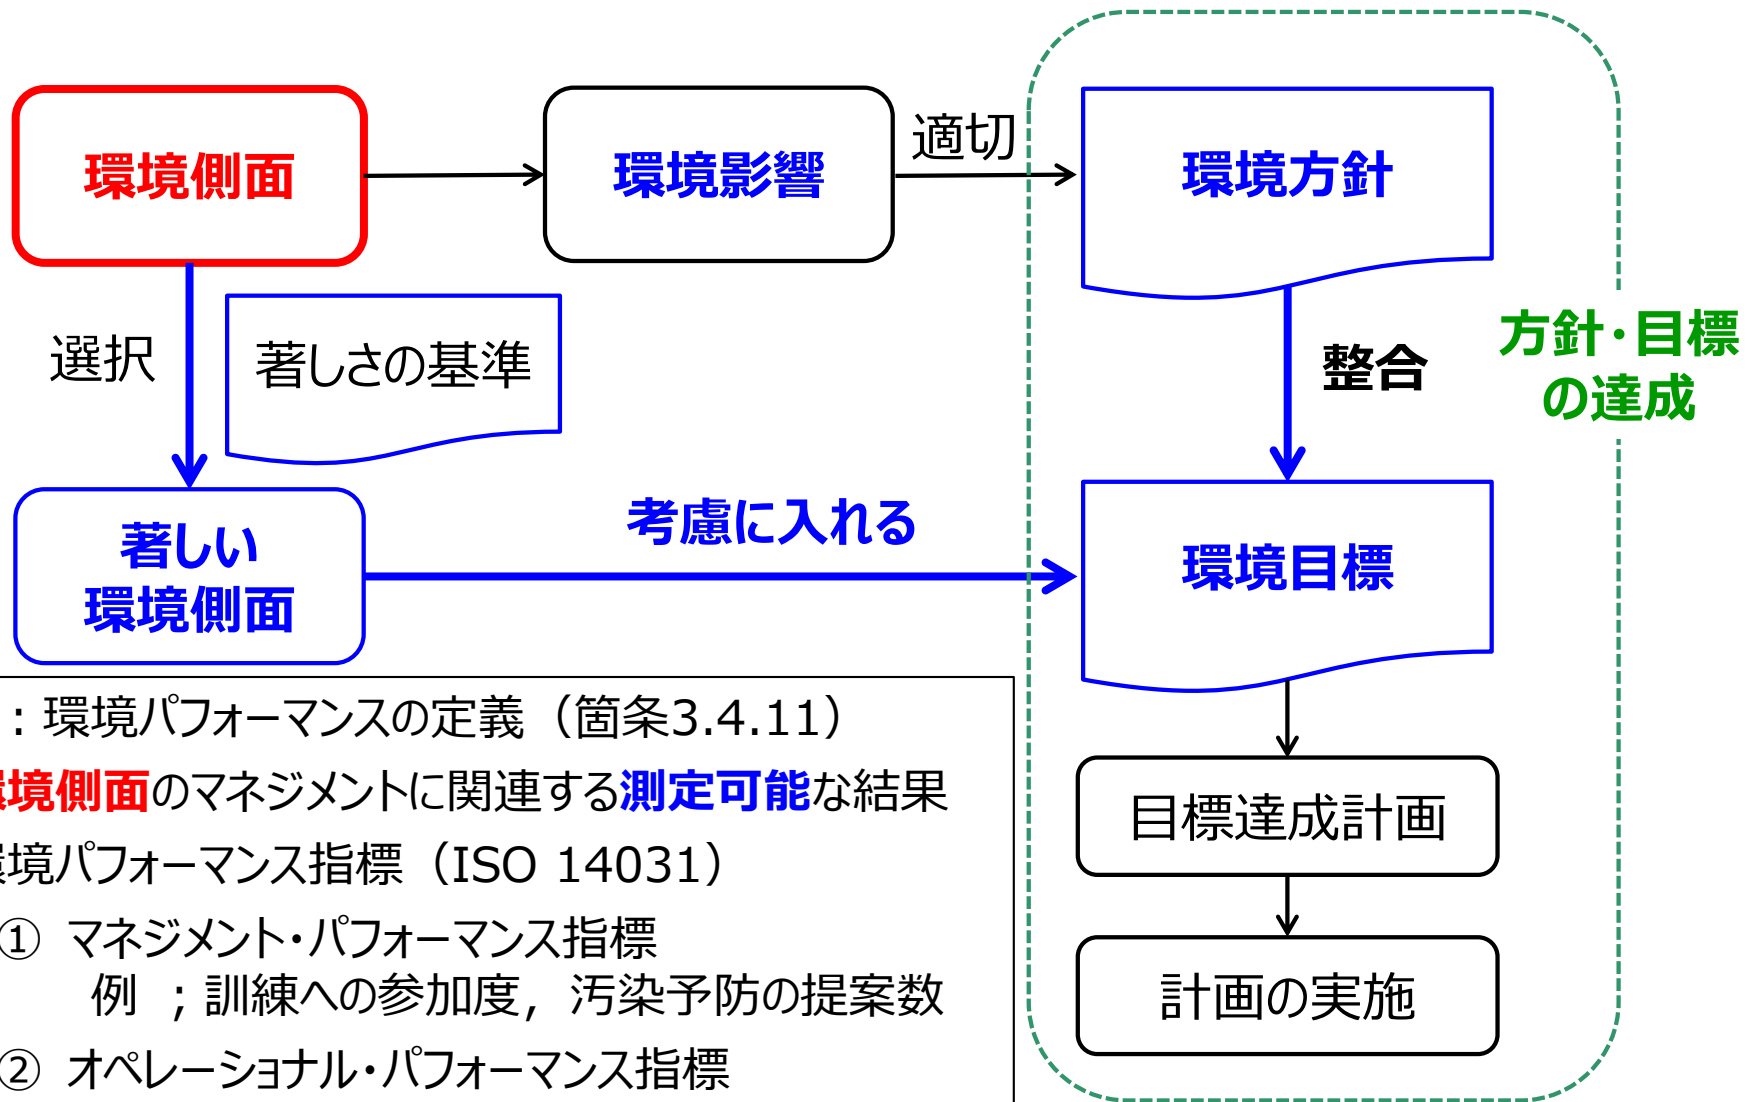 環境側面
環境影響
適切
環境方針
選択
著しさの基準
整合
方針・目標
の達成
著しい
環境側面
考慮に入れる
環境目標
：環境パフォーマンスの定義（箇条3.4.11）
環境側面のマネジメントに関連する測定可能な結果
環境パフォーマンス指標（ISO 14031）
① マネジメント・パフォーマンス指標
例 ；訓練への参加度，汚染予防の提案数
② オペレーショナル・パフォーマンス指標
目標達成計画
計画の実施